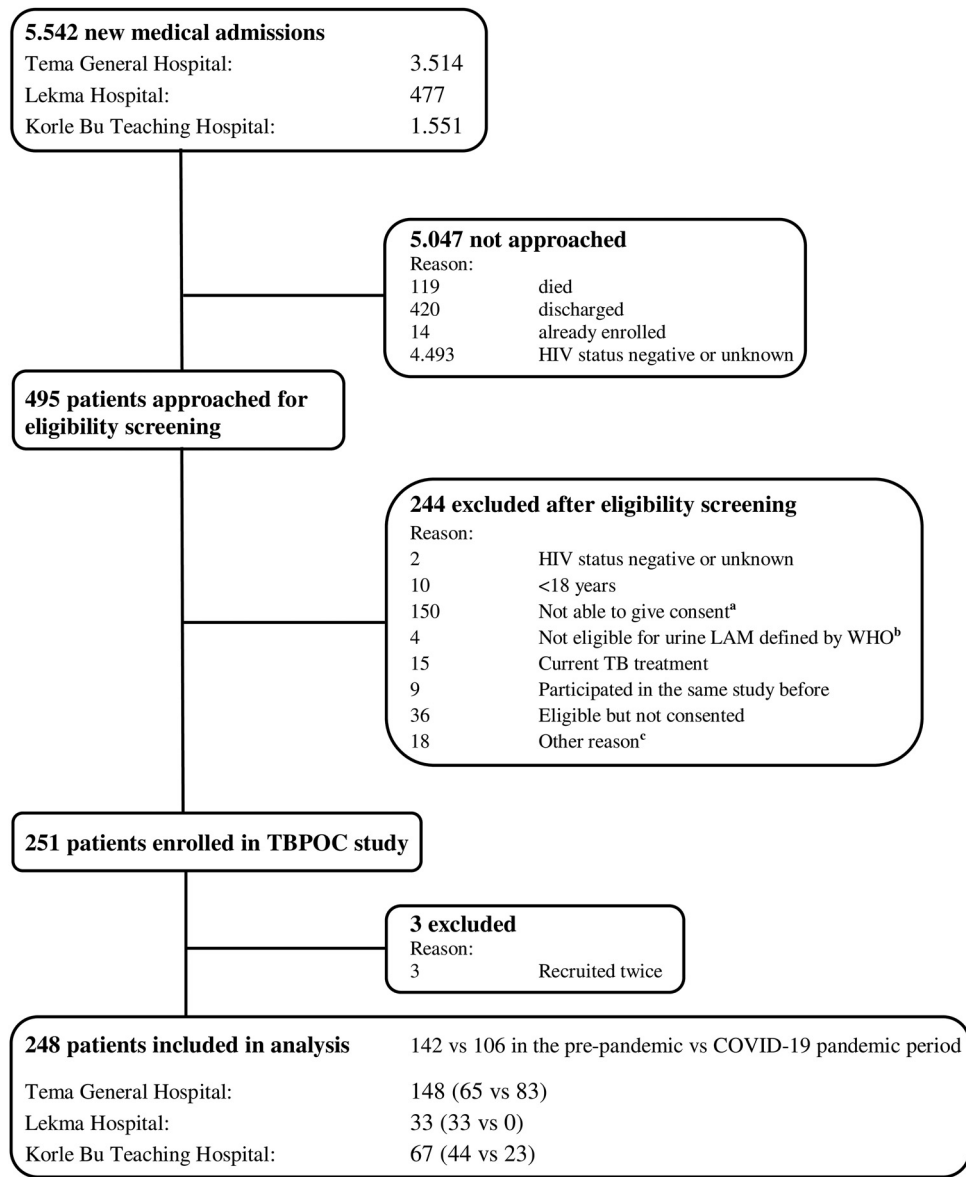 5.542 new medical admissions
Tema General Hospital: 3.514
Lekma Hospital: 477
Korle Bu Teaching Hospital: 1.551
5.047 not approached
Reason:
119 died
420 discharged
14 already enrolled
4.493 HIV status negative or unknown
495 patients approached for
eligibility screening
244 excluded after eligibility screening
Reason:
2 HIV status negative or unknown
10 <18 years
150 Not able to give consentᵃ
4 Not eligible for urine LAM defined by WHOᵇ
15 Current TB treatment
9 Participated in the same study before
36 Eligible but not consented
18 Other reasonᶜ
251 patients enrolled in TBPOC study
3 excluded
Reason:
3 Recruited twice
248 patients included in analysis 142 vs 106 in the pre-pandemic vs COVID-19 pandemic period
Tema General Hospital: 148 (65 vs 83)
Lekma Hospital: 33 (33 vs 0)
Korle Bu Teaching Hospital: 67 (44 vs 23)